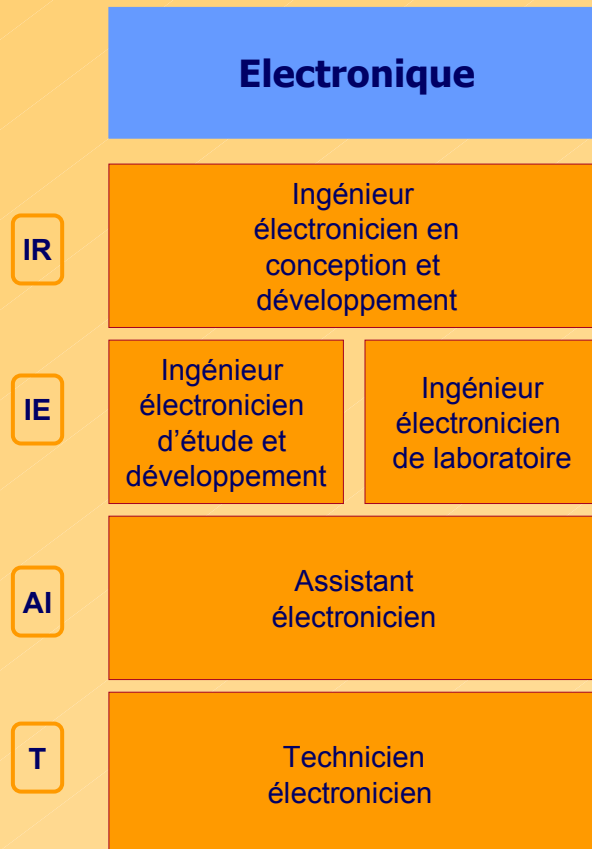 Electronique
IR
Ingénieur
électronicien en
conception et
développement
IE
Ingénieur
électronicien
d'étude et
développement
Ingénieur
électronicien
de laboratoire
AI
Assistant
électronicien
T
Technicien
électronicien